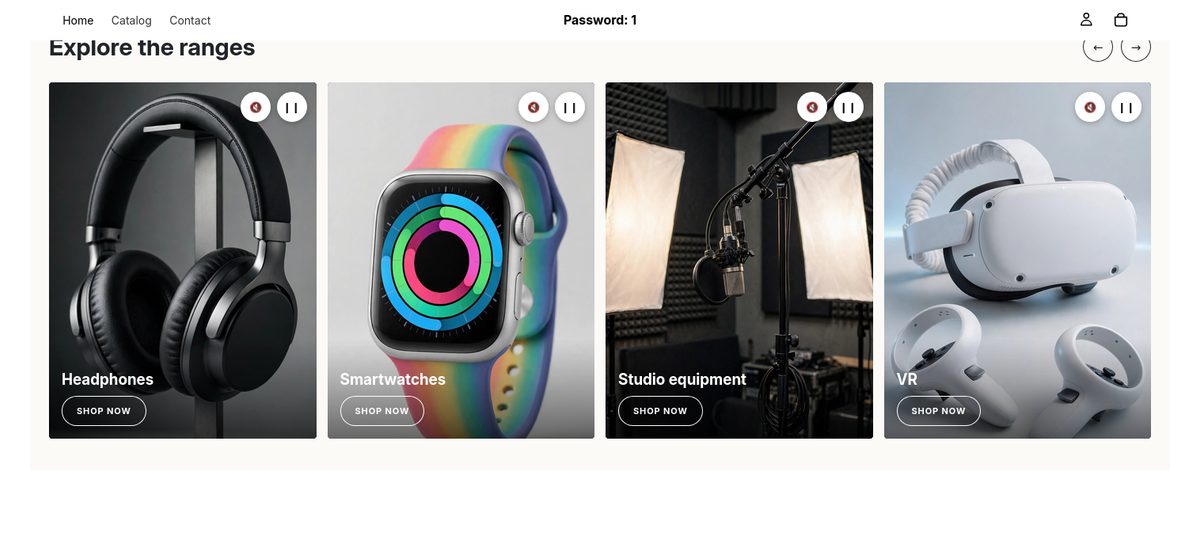 Home Catalog Contact Password: 1
Explore the ranges ← →
Headphones
SHOP NOW
Smartwatches
SHOP NOW
Studio equipment
SHOP NOW
VR
SHOP NOW